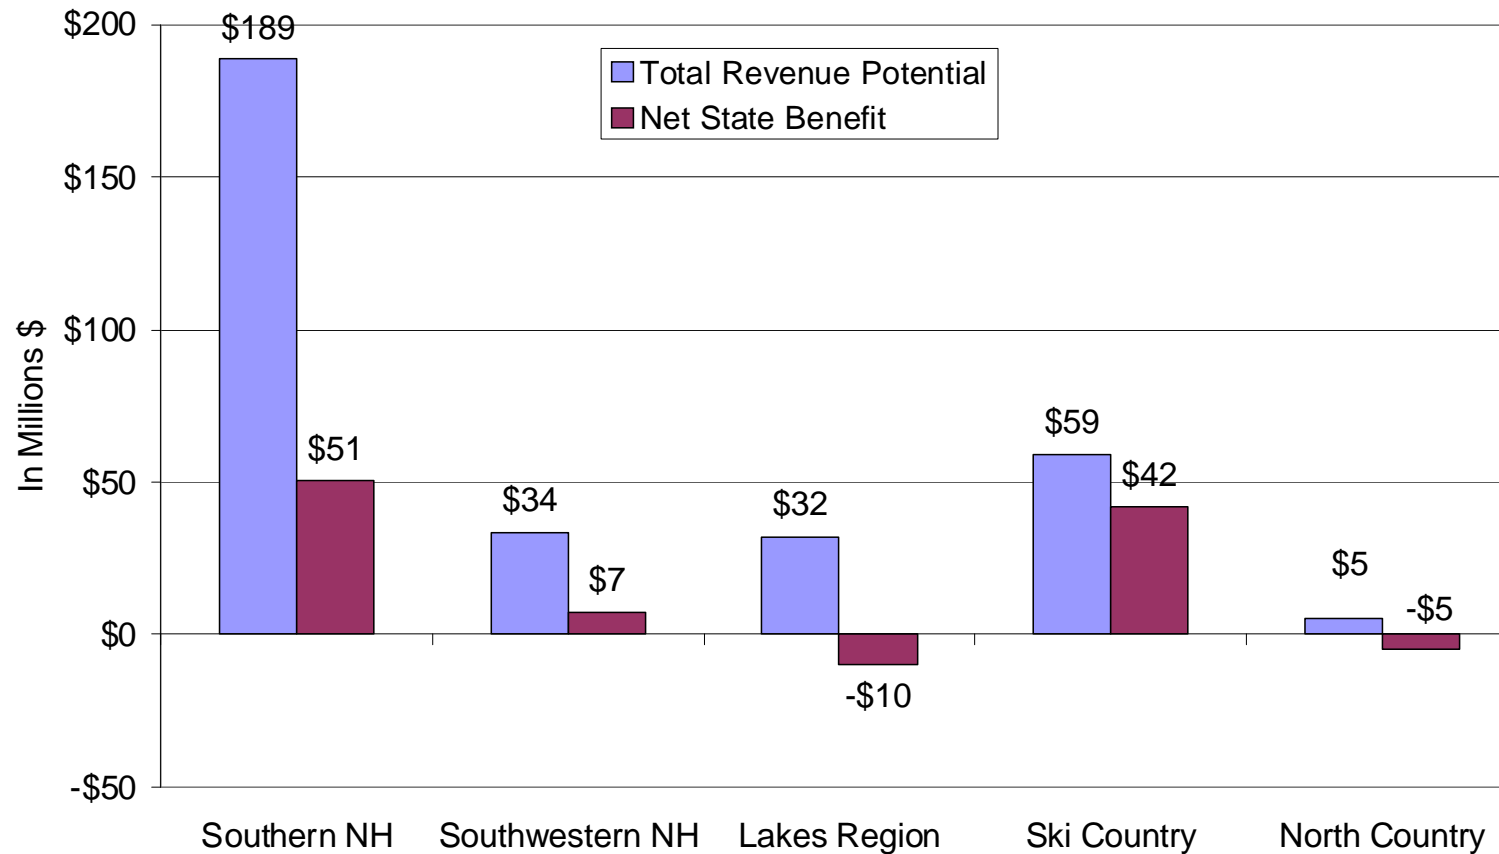 $200
$189
Total Revenue Potential
Net State Benefit
$150
In Millions $
$100
$59
$51
$50
$42
$34
$32
$7
$5
-$5
$0
-$10
-$50
Southern NH
Southwestern NH
Lakes Region
Ski Country
North Country